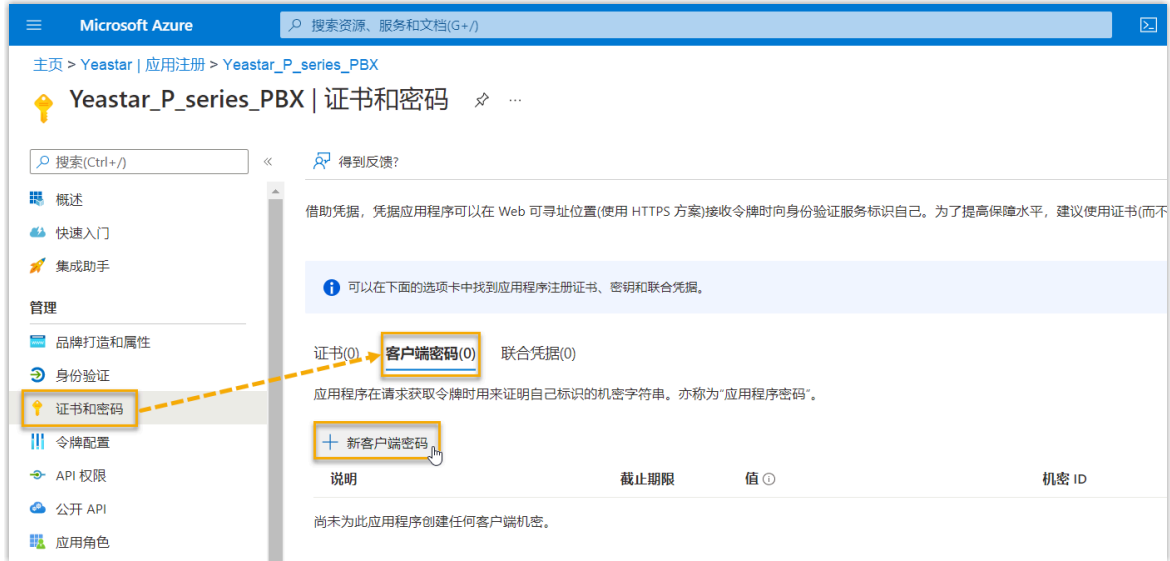 Microsoft Azure
搜索资源、服务和文档(G+/)
主页 > Yeastar | 应用注册 > Yeastar_P_series_PBX
Yeastar_P_series_PBX | 证书和密码
搜索(Ctrl+/)
概述
快速入门
集成助手
管理
品牌打造和属性
身份验证
证书和密码
令牌配置
API 权限
公开 API
应用角色
得到反馈?
借助凭据，凭据应用程序可以在 Web 可寻址位置(使用 HTTPS 方案)接收令牌时向身份验证服务标识自己。为了提高保障水平，建议使用证书(而不
可以在下面的选项卡中找到应用程序注册证书、密钥和联合凭据。
证书(0) 客户端密码(0) 联合凭据(0)
应用程序在请求获取令牌时用来证明自己标识的机密字符串。亦称为“应用程序密码”。
新客户端密码
说明 截止期限 值 机密 ID
尚未为此应用程序创建任何客户端机密。